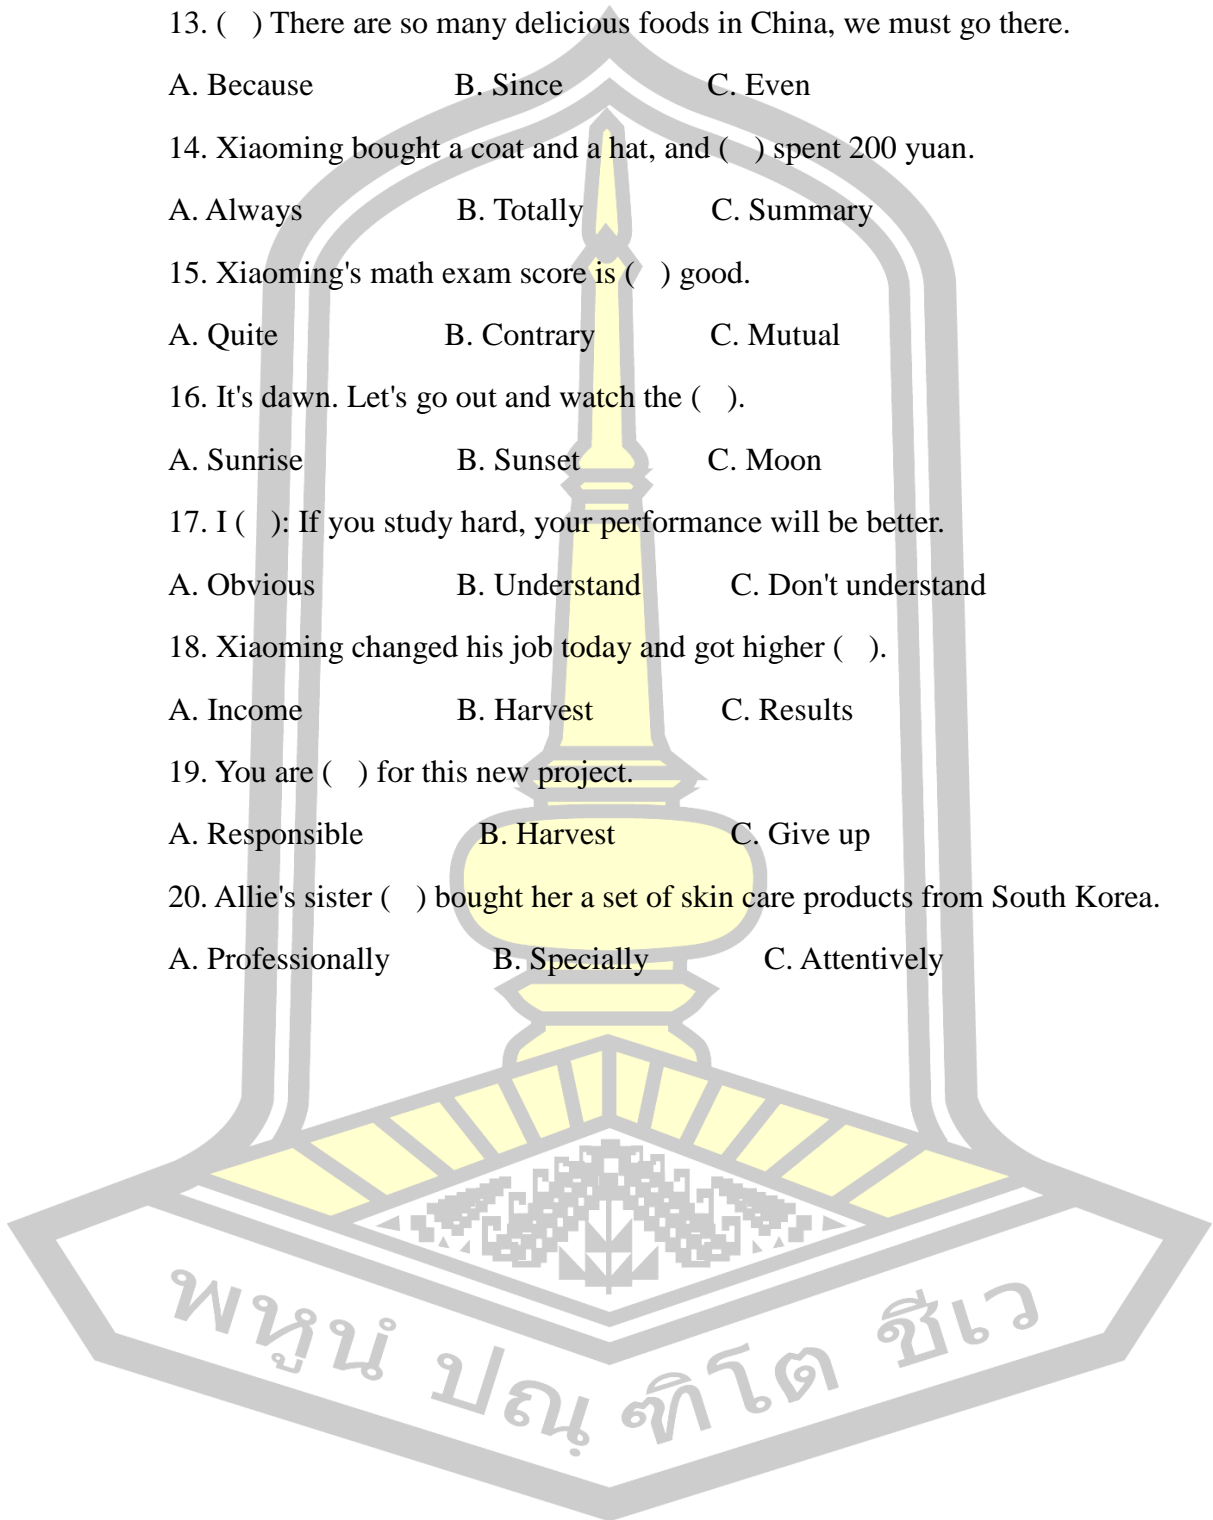 13. (   ) There are so many delicious foods in China, we must go there.
A. Because B. Since C. Even
14. Xiaoming bought a coat and a hat, and (   ) spent 200 yuan.
A. Always B. Totally C. Summary
15. Xiaoming's math exam score is (   ) good.
A. Quite B. Contrary C. Mutual
16. It's dawn. Let's go out and watch the (   ).
A. Sunrise B. Sunset C. Moon
17. I (   ): If you study hard, your performance will be better.
A. Obvious B. Understand C. Don't understand
18. Xiaoming changed his job today and got higher (   ).
A. Income B. Harvest C. Results
19. You are (   ) for this new project.
A. Responsible B. Harvest C. Give up
20. Allie's sister (   ) bought her a set of skin care products from South Korea.
A. Professionally B. Specially C. Attentively
พหูนํ ปณฺ ฑิโต ชีเว